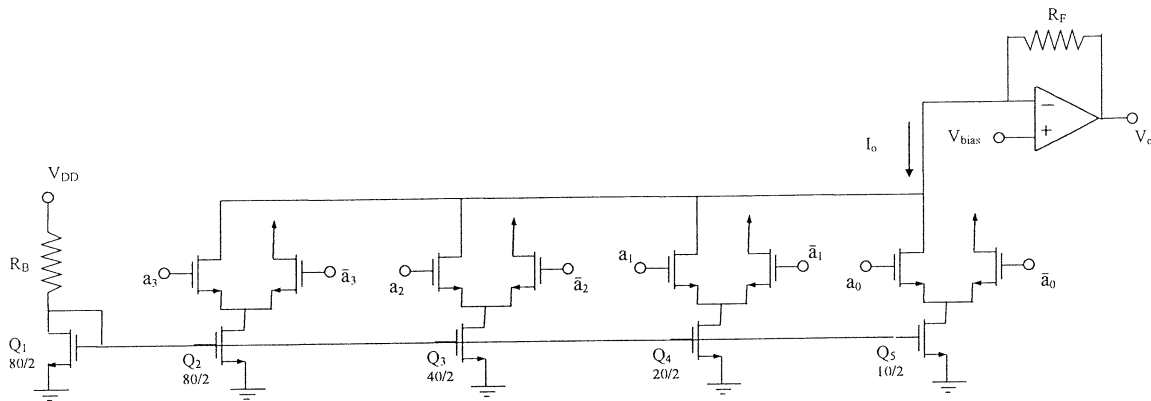 R_F
V_bias
V_o
I_o
V_DD
R_B
a_3
ā_3
a_2
ā_2
a_1
ā_1
a_0
ā_0
Q_1
80/2
Q_2
80/2
Q_3
40/2
Q_4
20/2
Q_5
10/2